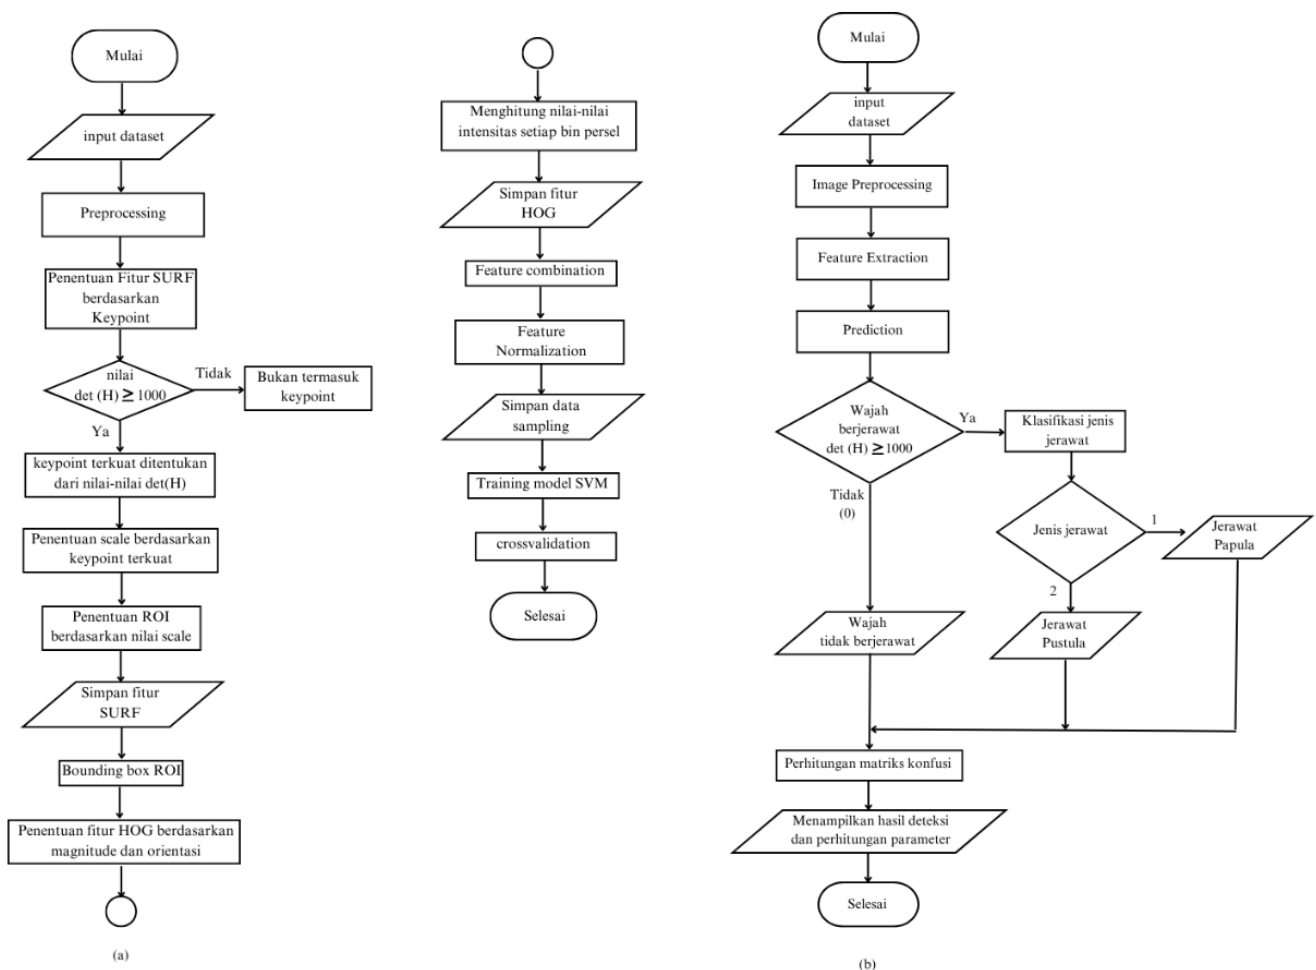 Mulai
input dataset
Preprocessing
Penentuan Fitur SURF
berdasarkan
Keypoint
nilai
det (H) ≥ 1000
Tidak
Bukan termasuk
keypoint
Ya
keypoint terkuat ditentukan
dari nilai-nilai det(H)
Penentuan scale berdasarkan
keypoint terkuat
Penentuan ROI
berdasarkan nilai scale
Simpan fitur
SURF
Bounding box ROI
Penentuan fitur HOG berdasarkan
magnitude dan orientasi
(a)
Menghitung nilai-nilai
intensitas setiap bin persel
Simpan fitur
HOG
Feature combination
Feature
Normalization
Simpan data
sampling
Training model SVM
crossvalidation
Selesai
Mulai
input
dataset
Image Preprocessing
Feature Extraction
Prediction
Wajah
berjerawat
det (H) ≥1000
Ya
Klasifikasi jenis
jerawat
Tidak
(0)
Jenis jerawat
1
Jerawat
Papula
2
Jerawat
Pustula
Wajah
tidak berjerawat
Perhitungan matriks konfusi
Menampilkan hasil deteksi
dan perhitungan parameter
Selesai
(b)